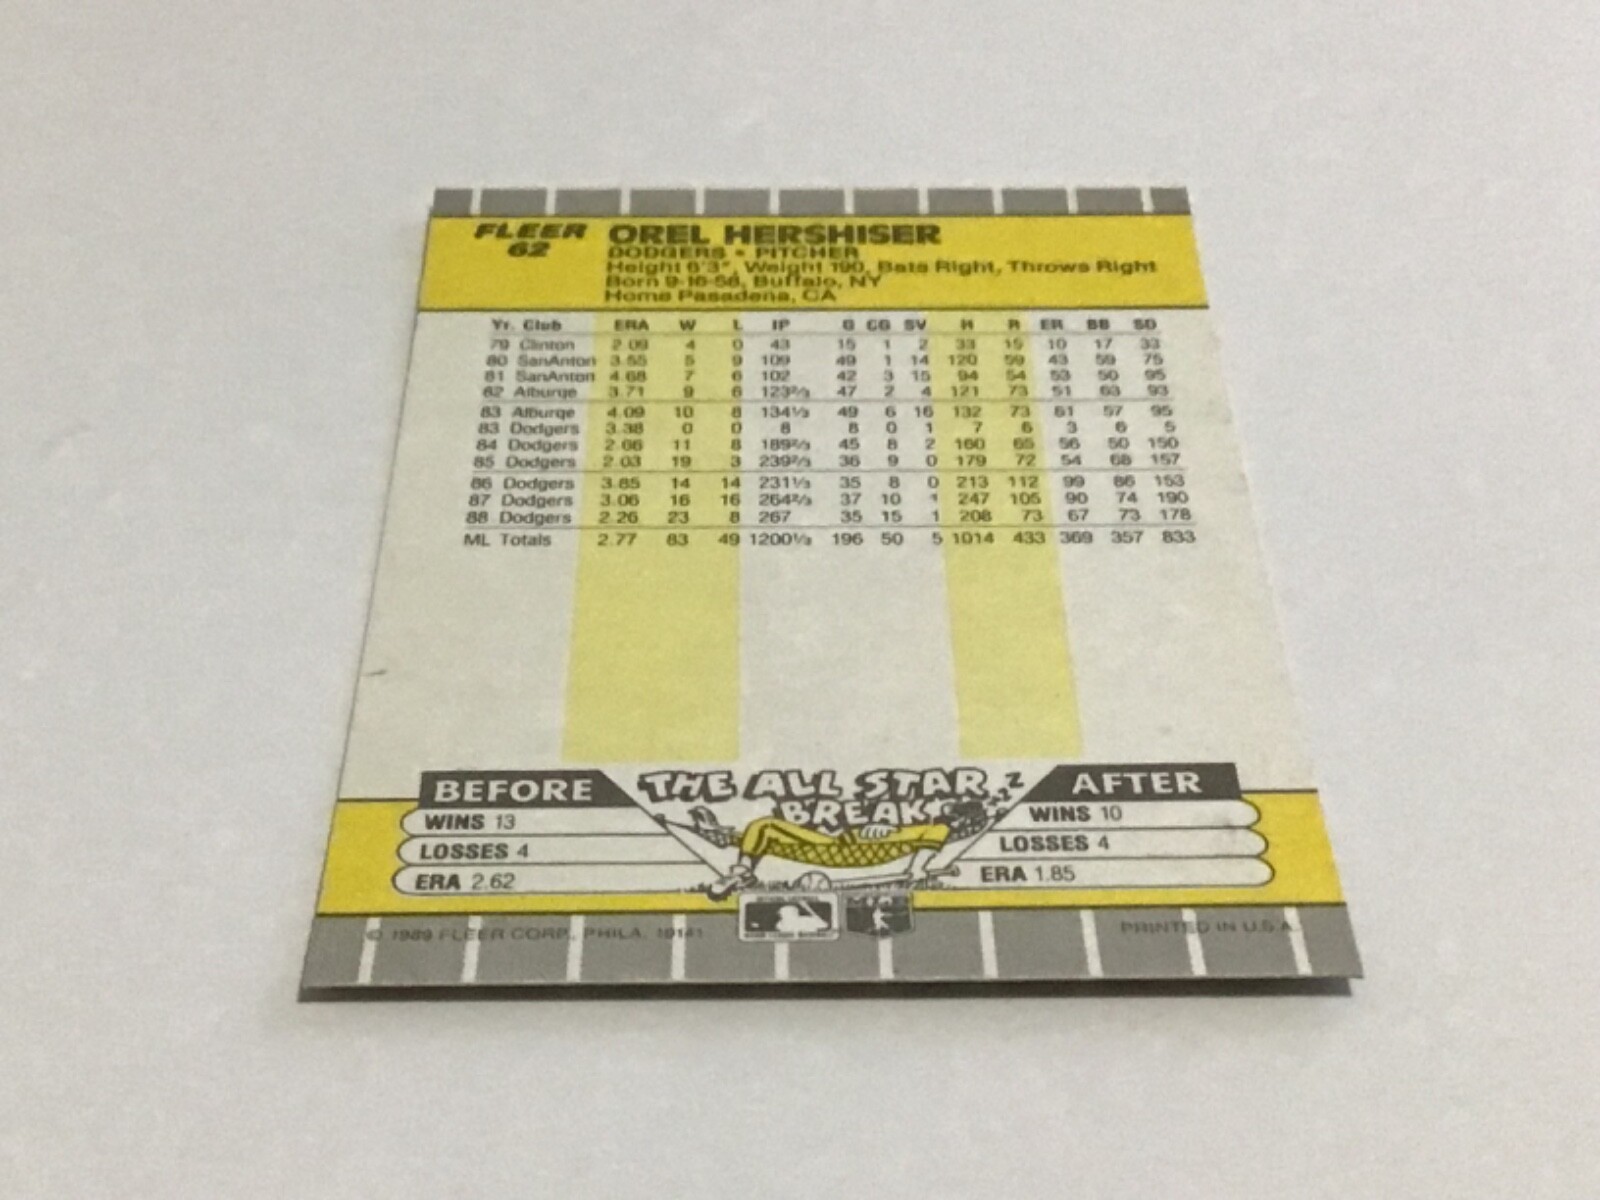 FLEER
62
OREL HERSHISER
DODGERS • PITCHER
Height 6'3", Weight 190, Bats Right, Throws Right
Born 9-16-58, Buffalo, NY
Home Pasadena, CA
Yr. Club ERA W L IP G CG SV H R ER BB SO
79 Clinton 2.09 4 0 43 15 1 2 33 15 10 17 33
80 SanAnton 3.55 5 9 109 49 1 14 120 59 43 59 75
81 SanAnton 4.68 7 6 102 42 3 15 94 54 53 50 95
82 Alburqe 3.71 9 6 123⅔ 47 2 4 121 73 51 63 93
83 Alburqe 4.09 10 8 134⅓ 49 6 16 132 73 61 57 95
83 Dodgers 3.38 0 0 8 8 0 1 7 6 3 6 5
84 Dodgers 2.66 11 8 189⅔ 45 8 2 160 65 56 50 150
85 Dodgers 2.03 19 3 239⅔ 36 9 0 179 72 54 68 157
86 Dodgers 3.85 14 14 231⅓ 35 8 0 213 112 99 86 153
87 Dodgers 3.06 16 16 264⅔ 37 10 1 247 105 90 74 190
88 Dodgers 2.26 23 8 267 35 15 1 208 73 67 73 178
ML Totals 2.77 83 49 1200⅓ 196 50 5 1014 433 369 357 833
BEFORE THE ALL STAR BREAK ZZZ AFTER
WINS 13 WINS 10
LOSSES 4 LOSSES 4
ERA 2.62 ERA 1.85
© 1989 FLEER CORP., PHILA. 19141 PRINTED IN U.S.A.